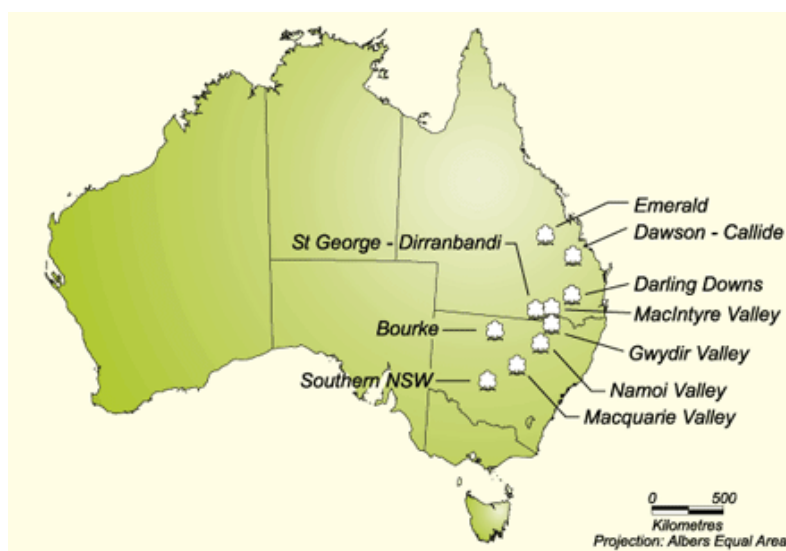 Emerald
Dawson - Callide
St George - Dirranbandi
Darling Downs
MacIntyre Valley
Bourke
Gwydir Valley
Southern NSW
Namoi Valley
Macquarie Valley
0 500
Kilometres
Projection: Albers Equal Area